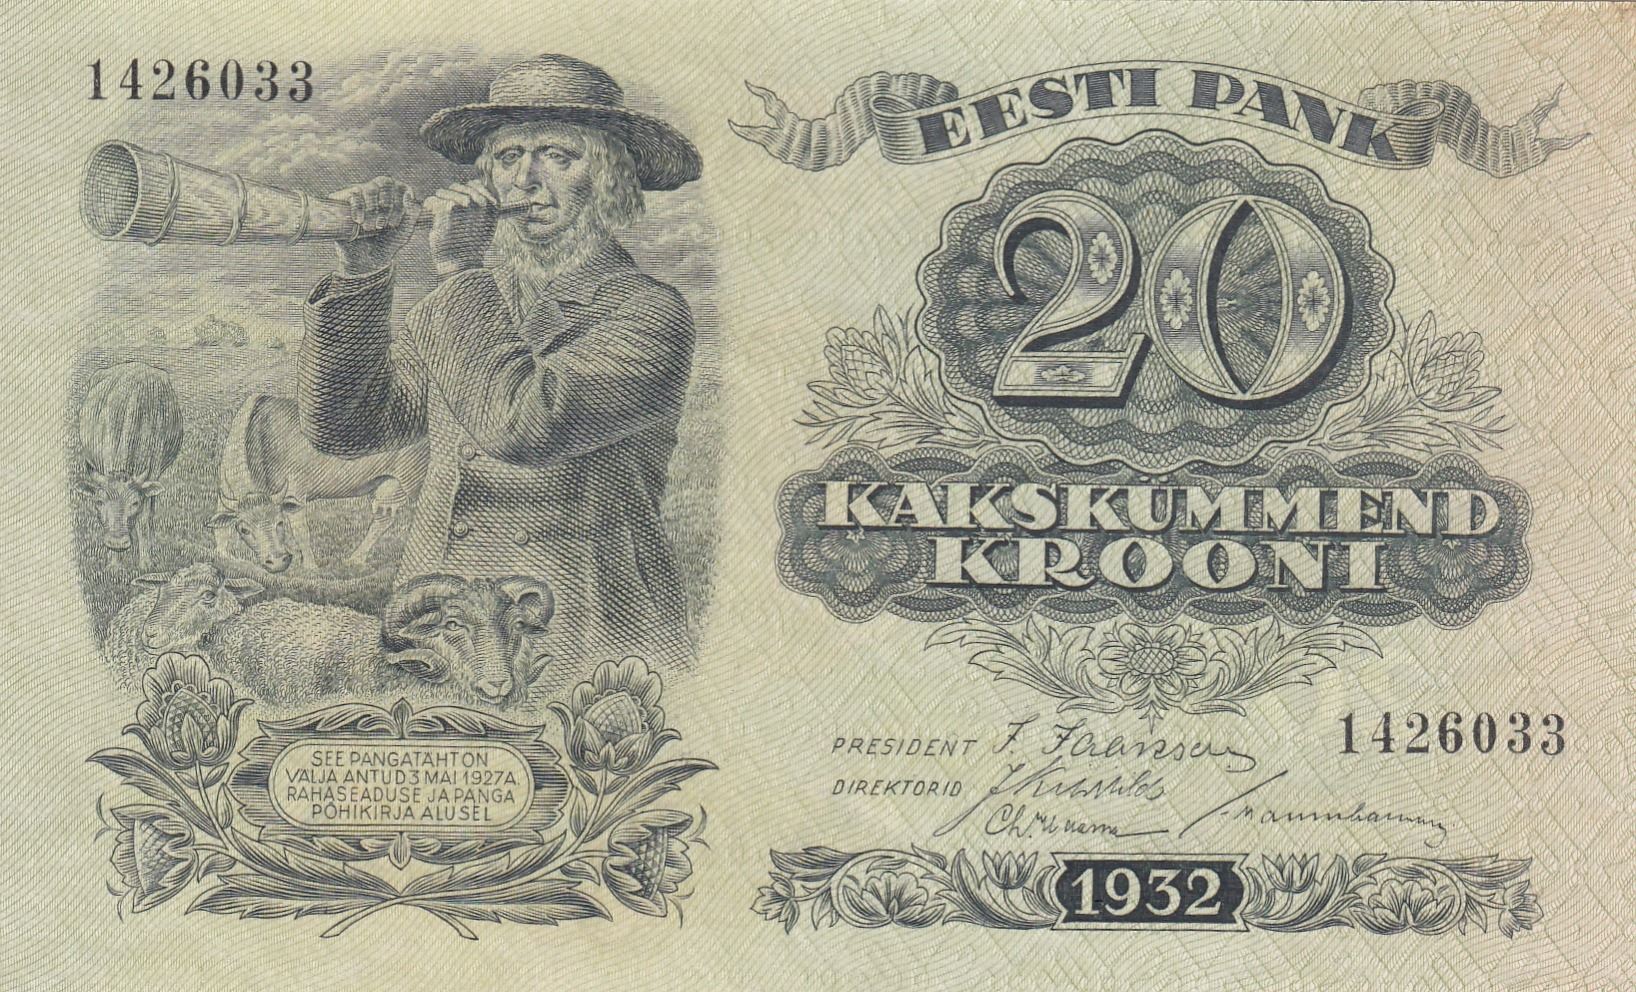 1426033
EESTI PANK
20
KAKSKÜMMEND
KROONI
1426033
PRESIDENT
DIREKTORID
SEE PANGATÄHT ON
VÄLJA ANTUD 3 MAI 1927 A.
RAHASEADUSE JA PANGA
PÕHIKIRJA ALUSEL
1932